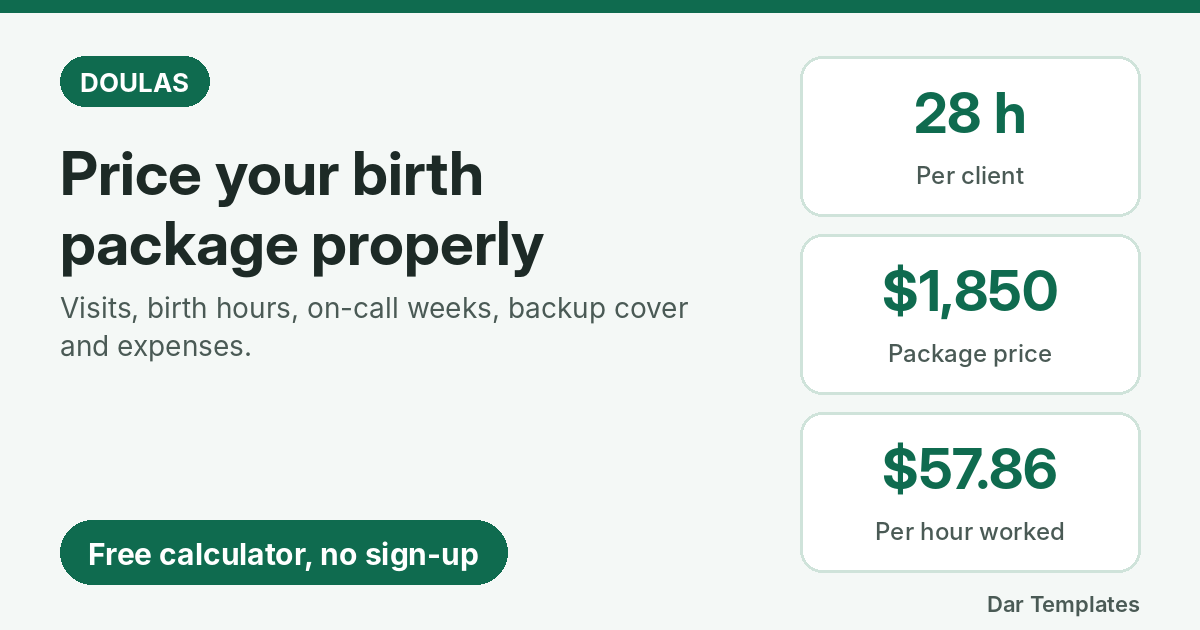 DOULAS
Price your birth
package properly
Visits, birth hours, on-call weeks, backup cover
and expenses.
Free calculator, no sign-up
28 h
Per client
$1,850
Package price
$57.86
Per hour worked
Dar Templates